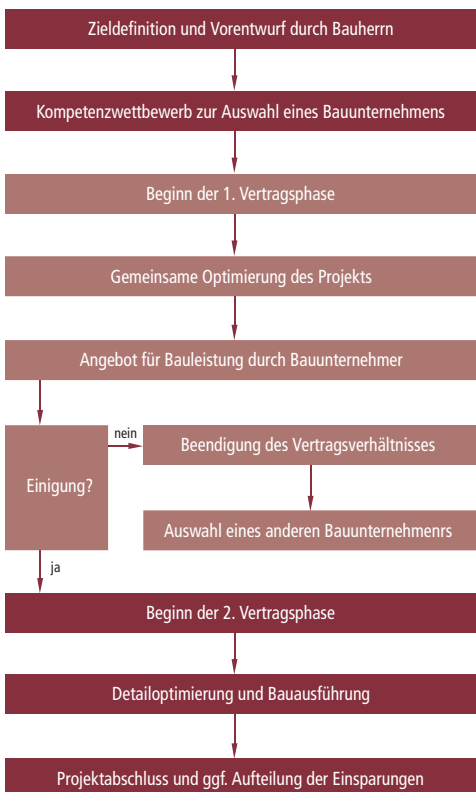 Zieldefinition und Vorentwurf durch Bauherrn
Kompetenzwettbewerb zur Auswahl eines Bauunternehmens
Beginn der 1. Vertragsphase
Gemeinsame Optimierung des Projekts
Angebot für Bauleistung durch Bauunternehmer
nein
Beendigung des Vertragsverhältnisses
Einigung?
Auswahl eines anderen Bauunternehmenrs
ja
Beginn der 2. Vertragsphase
Detailoptimierung und Bauausführung
Projektabschluss und ggf. Aufteilung der Einsparungen